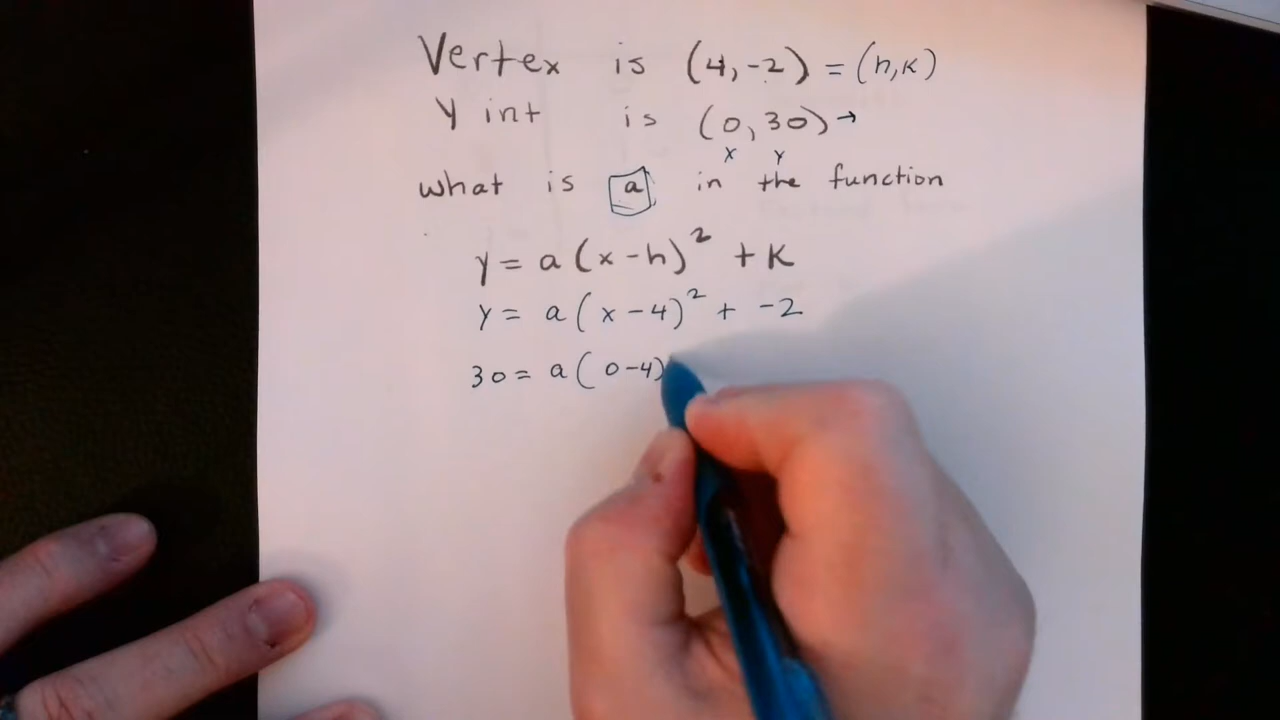 Vertex is (4,-2) = (h,k)
Y int is (0,30)→
x y
what is a in the function
y = a(x-h)² + k
y = a(x-4)² + -2
30 = a(0-4)